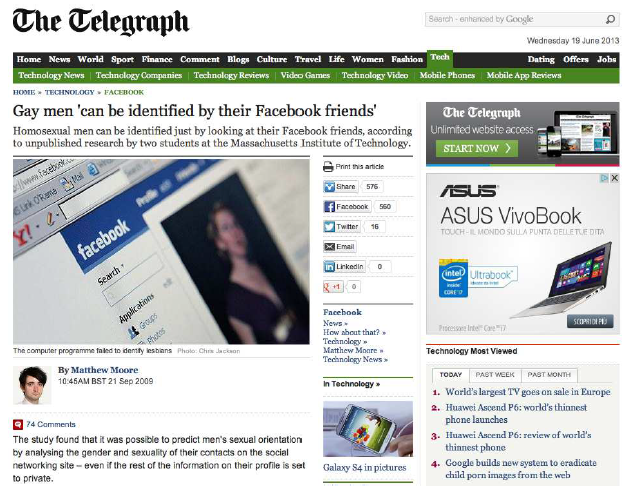 The Telegraph
Search - enhanced by Google
Wednesday 19 June 2013
Home News World Sport Finance Comment Blogs Culture Travel Life Women Fashion Tech Dating Offers Jobs
Technology News Technology Companies Technology Reviews Video Games Technology Video Mobile Phones Mobile App Reviews
HOME » TECHNOLOGY » FACEBOOK
Gay men 'can be identified by their Facebook friends'
Homosexual men can be identified just by looking at their Facebook friends, according
to unpublished research by two students at the Massachusetts Institute of Technology.
facebook
Profile
Search
Applications
Groups
Photos
Mail
Y!
The computer programme failed to identify lesbians Photo: Chris Jackson
By Matthew Moore
10:45AM BST 21 Sep 2009
74 Comments
The study found that it was possible to predict men's sexual orientation
by analysing the gender and sexuality of their contacts on the social
networking site – even if the rest of the information on their profile is set
to private.
Print this article
Share 576
Facebook 560
Twitter 16
Email
LinkedIn 0
+1 0
Facebook
News »
How about that? »
Technology »
Matthew Moore »
Technology News »
In Technology »
Galaxy S4 in pictures
The Telegraph
Unlimited website access
START NOW
ASUS
ASUS VivoBook
TOUCH - IL MONDO SULLA PUNTA DELLE TUE DITA
intel
inside
CORE i7
Ultrabook
Processore Intel® Core™ i7
SCOPRI DI PIÙ
Technology Most Viewed
TODAY PAST WEEK PAST MONTH
1. World's largest TV goes on sale in Europe
2. Huawei Ascend P6: world's thinnest
phone launches
3. Huawei Ascend P6: review of world's
thinnest phone
4. Google builds new system to eradicate
child porn images from the web